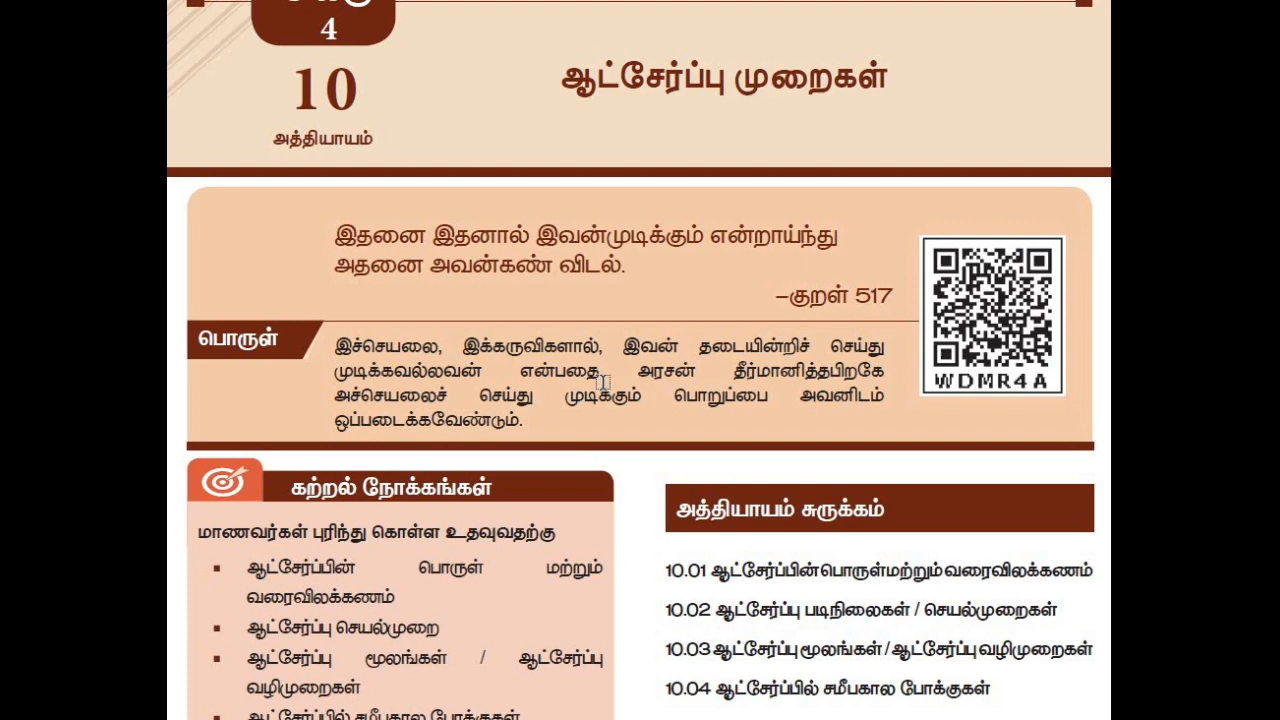 4
10
அத்தியாயம்
ஆட்சேர்ப்பு முறைகள்
இதனை இதனால் இவன்முடிக்கும் என்றாய்ந்து
அதனை அவன்கண் விடல்.
–குறள் 517
பொருள்
இச்செயலை, இக்கருவிகளால், இவன் தடையின்றிச் செய்து
முடிக்கவல்லவன் என்பதை அரசன் தீர்மானித்தபிறகே
அச்செயலைச் செய்து முடிக்கும் பொறுப்பை அவனிடம்
ஒப்படைக்கவேண்டும்.
WDMR4A
கற்றல் நோக்கங்கள்
மாணவர்கள் புரிந்து கொள்ள உதவுவதற்கு
▪ ஆட்சேர்ப்பின் பொருள் மற்றும்
வரைவிலக்கணம்
▪ ஆட்சேர்ப்பு செயல்முறை
▪ ஆட்சேர்ப்பு மூலங்கள் / ஆட்சேர்ப்பு
வழிமுறைகள்
▪ ஆட்சேர்ப்பில் சமீபகால போக்குகள்
அத்தியாயம் சுருக்கம்
10.01 ஆட்சேர்ப்பின்பொருள்மற்றும்வரைவிலக்கணம்
10.02 ஆட்சேர்ப்பு படிநிலைகள் / செயல்முறைகள்
10.03 ஆட்சேர்ப்பு மூலங்கள் / ஆட்சேர்ப்பு வழிமுறைகள்
10.04 ஆட்சேர்ப்பில் சமீபகால போக்குகள்